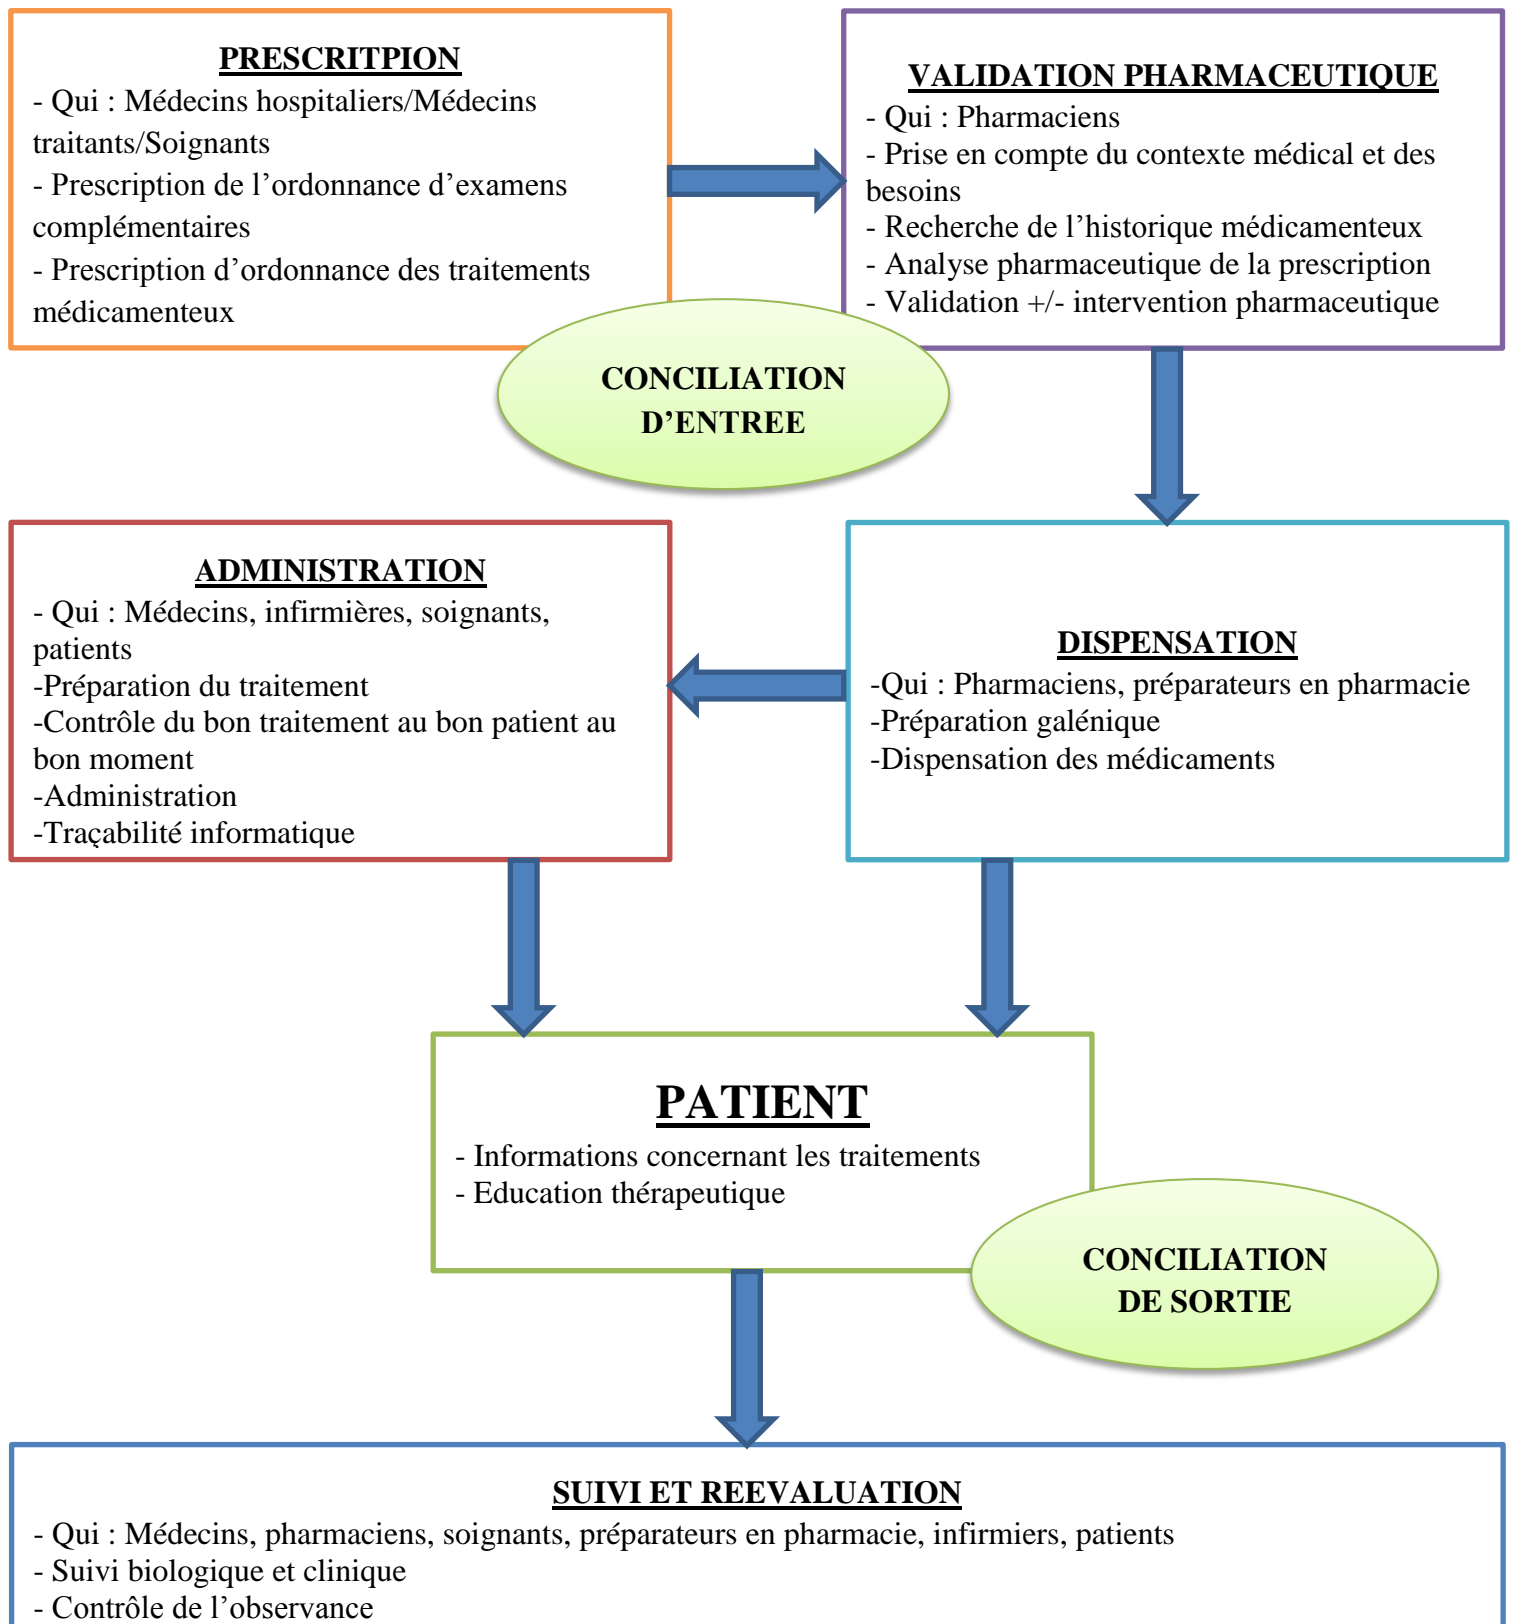 PRESCRITPION
- Qui : Médecins hospitaliers/Médecins
traitants/Soignants
- Prescription de l’ordonnance d’examens
complémentaires
- Prescription d’ordonnance des traitements
médicamenteux
VALIDATION PHARMACEUTIQUE
- Qui : Pharmaciens
- Prise en compte du contexte médical et des
besoins
- Recherche de l’historique médicamenteux
- Analyse pharmaceutique de la prescription
- Validation +/- intervention pharmaceutique
CONCILIATION
D’ENTREE
ADMINISTRATION
- Qui : Médecins, infirmières, soignants,
patients
-Préparation du traitement
-Contrôle du bon traitement au bon patient au
bon moment
-Administration
-Traçabilité informatique
DISPENSATION
-Qui : Pharmaciens, préparateurs en pharmacie
-Préparation galénique
-Dispensation des médicaments
PATIENT
- Informations concernant les traitements
- Education thérapeutique
CONCILIATION
DE SORTIE
SUIVI ET REEVALUATION
- Qui : Médecins, pharmaciens, soignants, préparateurs en pharmacie, infirmiers, patients
- Suivi biologique et clinique
- Contrôle de l’observance